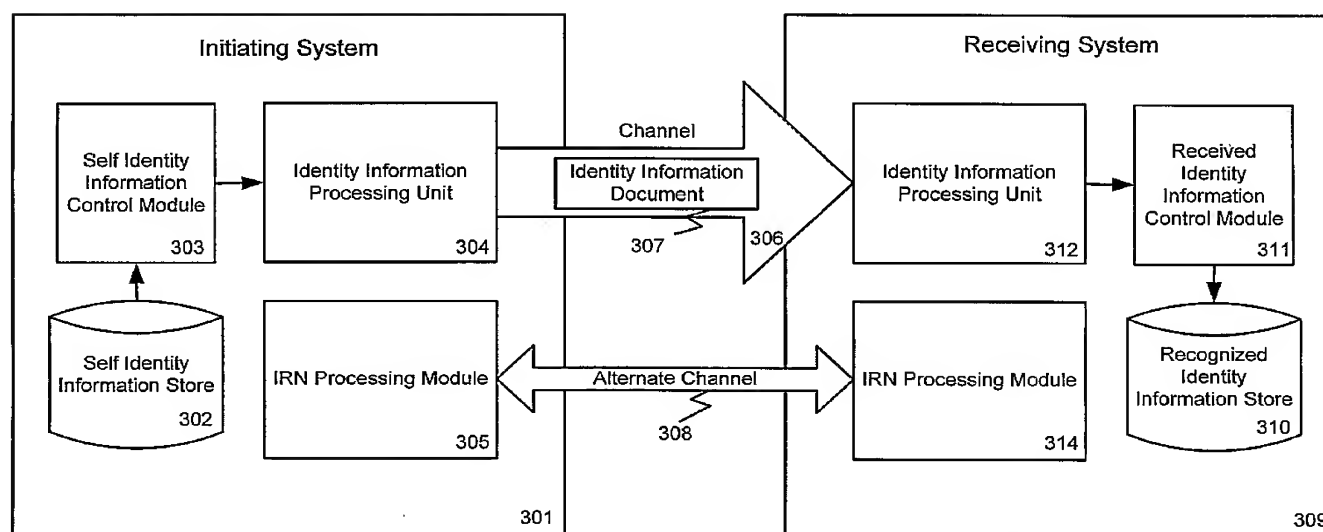 Initiating System
Self Identity
Information
Control Module
303
Identity Information
Processing Unit
304
Self Identity
Information Store
302
IRN Processing Module
305
301
Channel
Identity Information
Document
307
306
Alternate Channel
308
Receiving System
Identity Information
Processing Unit
312
Received
Identity
Information
Control Module
311
IRN Processing Module
314
Recognized
Identity
Information Store
310
309